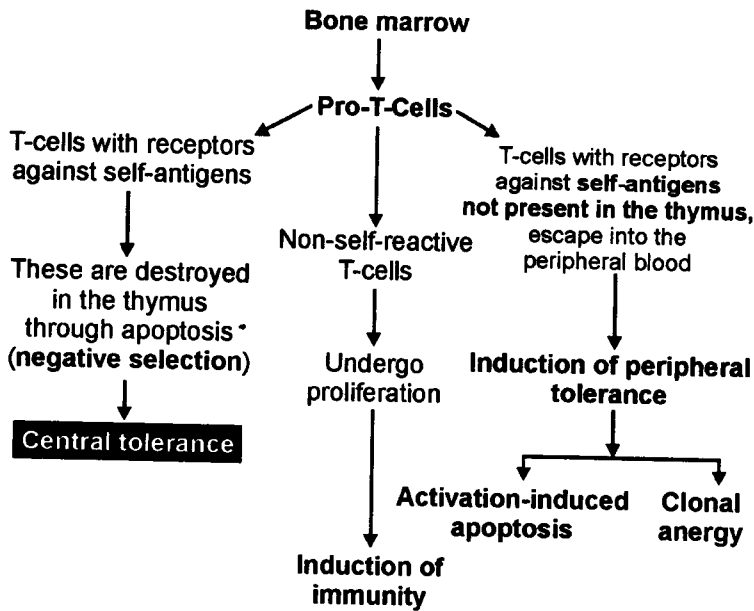 Bone marrow
Pro-T-Cells
T-cells with receptors
against self-antigens
These are destroyed
in the thymus
through apoptosis*
(negative selection)
Central tolerance
Non-self-reactive
T-cells
Undergo
proliferation
Induction of
immunity
T-cells with receptors
against self-antigens
not present in the thymus,
escape into the
peripheral blood
Induction of peripheral
tolerance
Activation-induced
apoptosis
Clonal
anergy